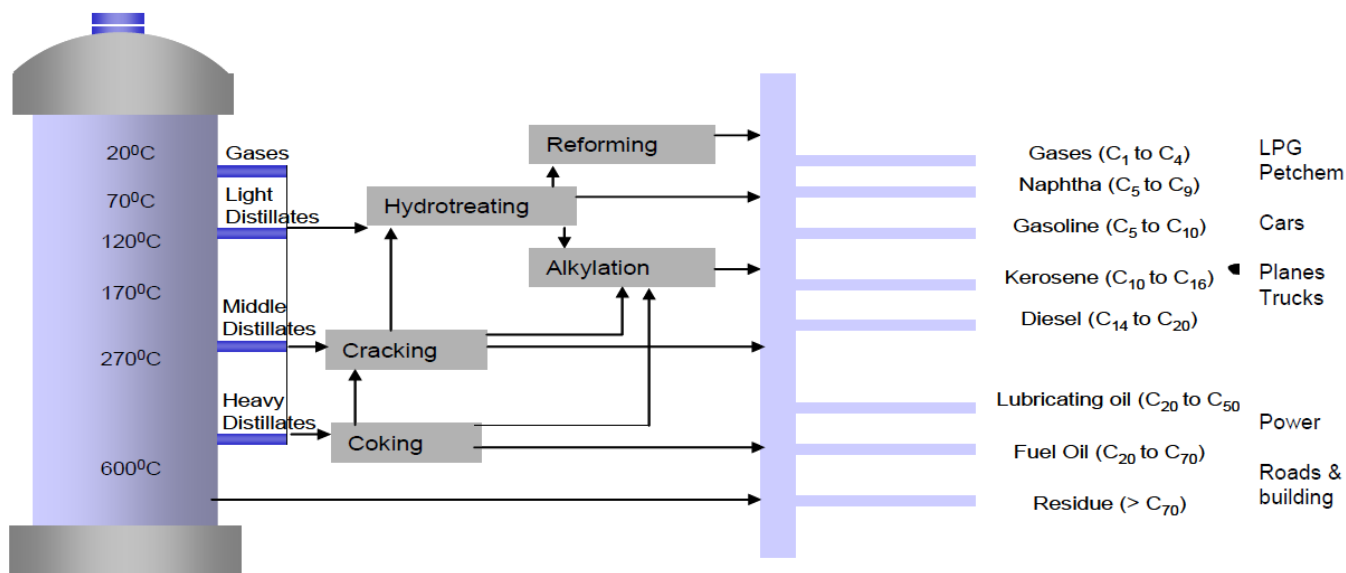 20⁰C
70⁰C
120⁰C
170⁰C
270⁰C
600⁰C
Gases
Light
Distillates
Middle
Distillates
Heavy
Distillates
Reforming
Hydrotreating
Alkylation
Cracking
Coking
Gases (C₁ to C₄)
Naphtha (C₅ to C₉)
Gasoline (C₅ to C₁₀)
Kerosene (C₁₀ to C₁₆)
Diesel (C₁₄ to C₂₀)
Lubricating oil (C₂₀ to C₅₀
Fuel Oil (C₂₀ to C₇₀)
Residue (> C₇₀)
LPG
Petchem
Cars
Planes
Trucks
Power
Roads &
building